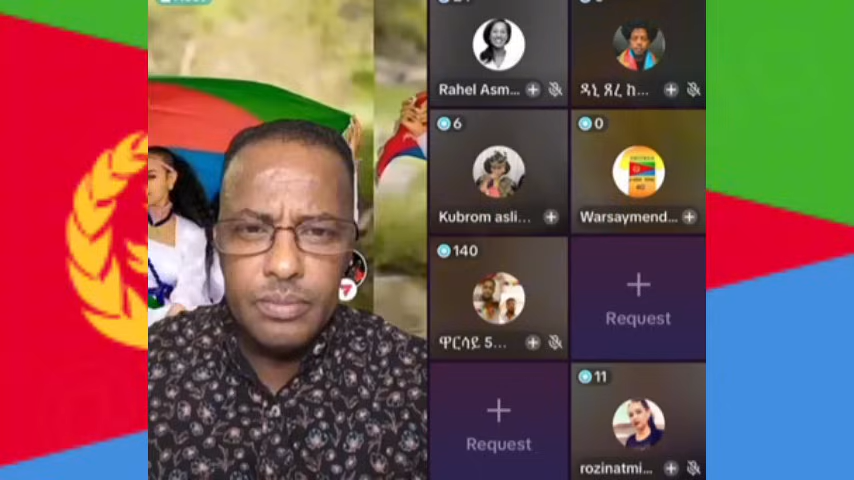 Rahel Asm...
ዳኒ ጸረ ከ...
6
0
Kubrom asli...
Warsaymend...
140
ዋርሳይ 5...
Request
11
Request
rozinatmi...